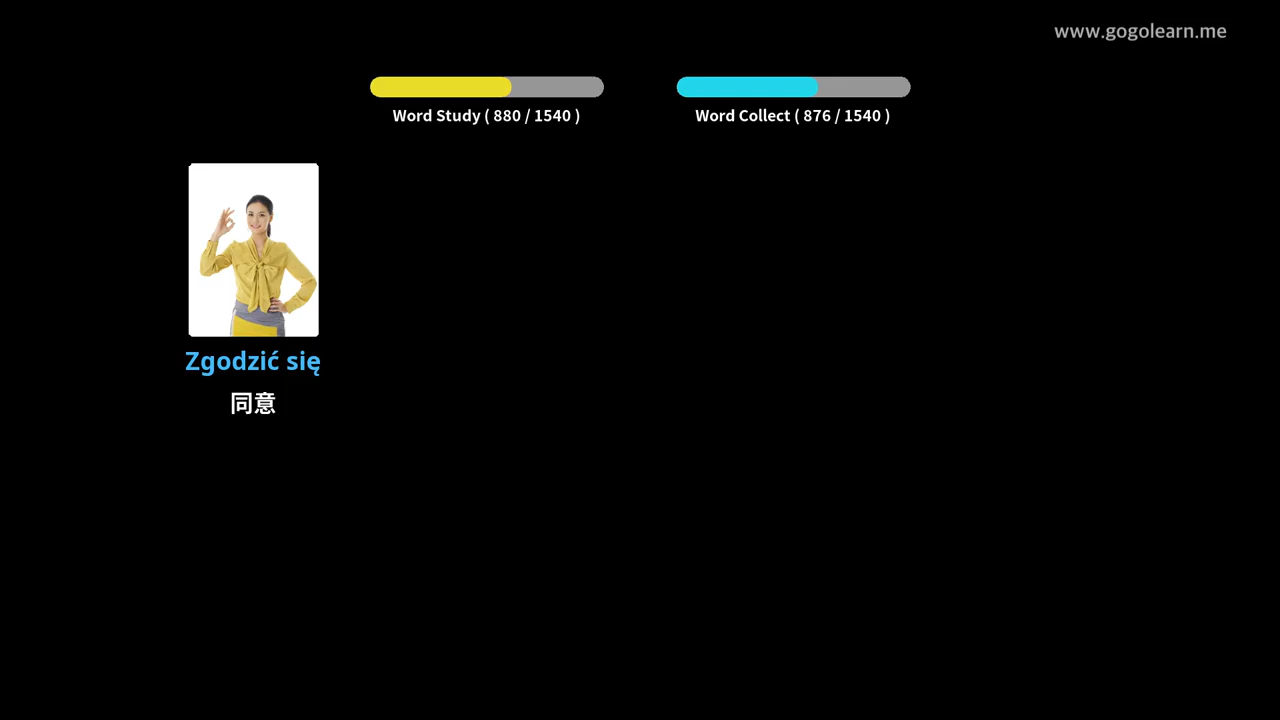 www.gogolearn.me
Word Study ( 880 / 1540 )
Word Collect ( 876 / 1540 )
Zgodzić się
同意